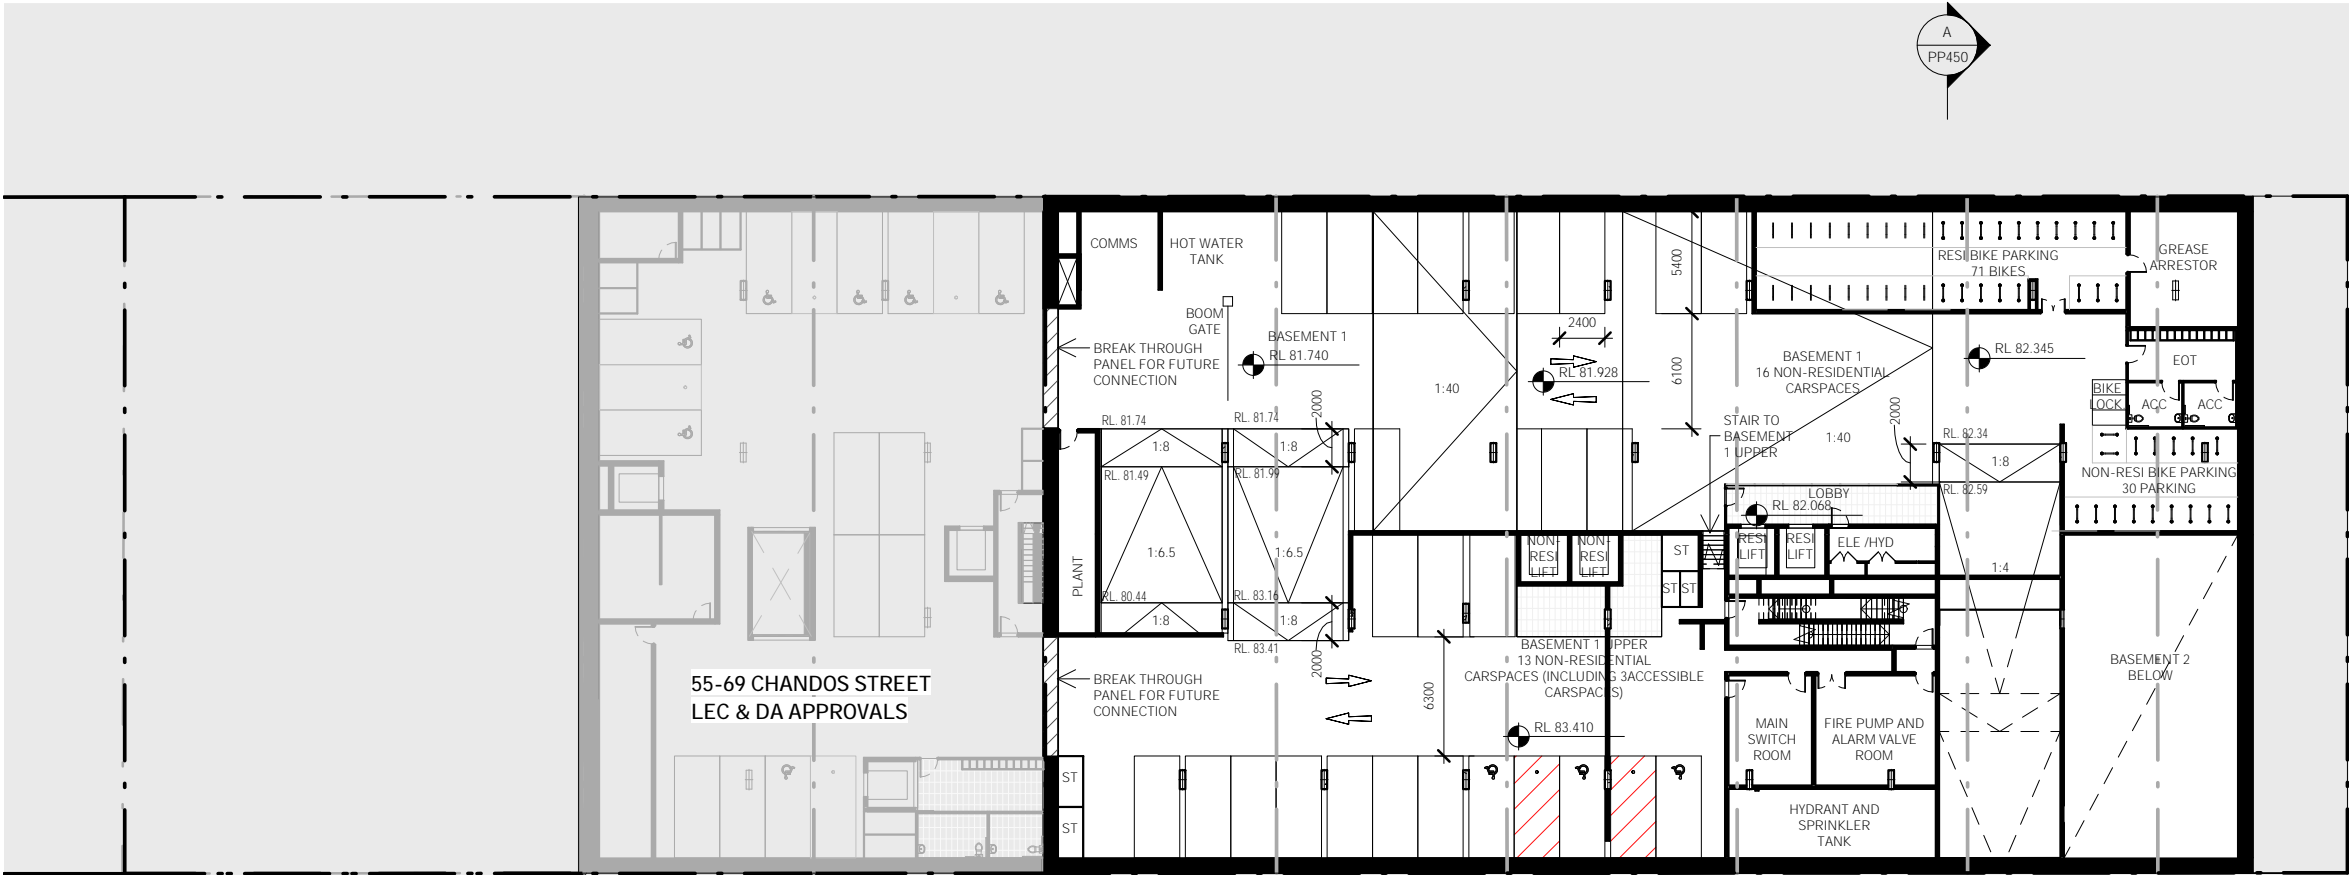 A
PP450
COMMS
HOT WATER
TANK
5400
RESI BIKE PARKING
71 BIKES
GREASE
ARRESTOR
BOOM
GATE
BASEMENT 1
RL 81.740
BREAK THROUGH
PANEL FOR FUTURE
CONNECTION
2400
RL 81.928
1:40
6100
BASEMENT 1
16 NON-RESIDENTIAL
CARSPACES
RL 82.345
EOT
BIKE
LOCK.
ACC
ACC
RL. 81.74
RL. 81.74
2000
1:8
1:8
RL. 81.49
RL. 81.99
STAIR TO
BASEMENT
1 UPPER
1:40
2000
RL. 82.34
1:8
RL. 82.59
NON-RESI BIKE PARKING
30 PARKING
LOBBY
RL 82.068
PLANT
1:6.5
1:6.5
NON-
RESI
LIFT
NON-
RESI
LIFT
ST
ST
ST
RESI
LIFT
RESI
LIFT
ELE /HYD
1:4
RL. 80.44
RL. 83.16
1:8
1:8
RL. 83.41
2000
6300
BASEMENT 1 UPPER
13 NON-RESIDENTIAL
CARSPACES (INCLUDING 3ACCESSIBLE
CARSPACES)
BASEMENT 2
BELOW
55-69 CHANDOS STREET
LEC & DA APPROVALS
BREAK THROUGH
PANEL FOR FUTURE
CONNECTION
RL 83.410
MAIN
SWITCH
ROOM
FIRE PUMP AND
ALARM VALVE
ROOM
ST
ST
HYDRANT AND
SPRINKLER
TANK